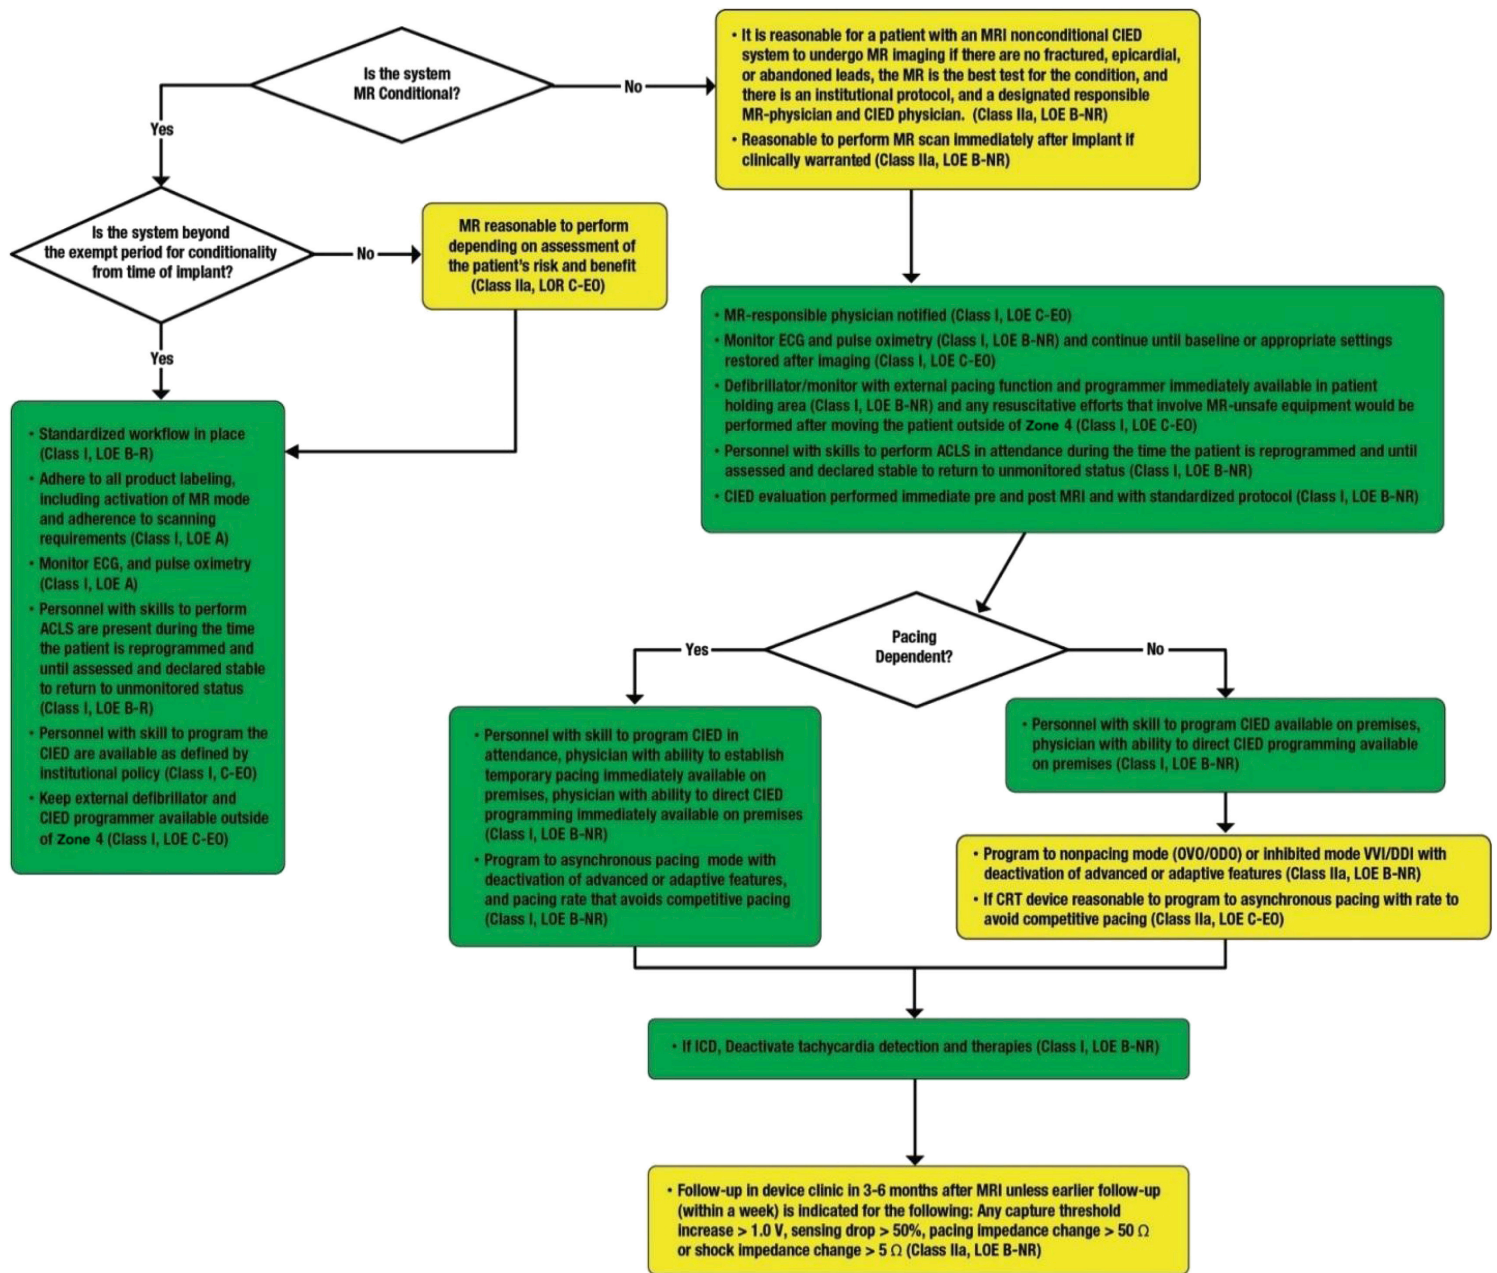 Is the system
MR Conditional?
No
Yes
• It is reasonable for a patient with an MRI nonconditional CIED
system to undergo MR imaging if there are no fractured, epicardial,
or abandoned leads, the MR is the best test for the condition, and
there is an institutional protocol, and a designated responsible
MR-physician and CIED physician. (Class IIa, LOE B-NR)
• Reasonable to perform MR scan immediately after implant if
clinically warranted (Class IIa, LOE B-NR)
Is the system beyond
the exempt period for conditionality
from time of implant?
No
Yes
MR reasonable to perform
depending on assessment of
the patient's risk and benefit
(Class IIa, LOR C-EO)
• Standardized workflow in place
(Class I, LOE B-R)
• Adhere to all product labeling,
including activation of MR mode
and adherence to scanning
requirements (Class I, LOE A)
• Monitor ECG, and pulse oximetry
(Class I, LOE A)
• Personnel with skills to perform
ACLS are present during the time
the patient is reprogrammed and
until assessed and declared stable
to return to unmonitored status
(Class I, LOE B-R)
• Personnel with skill to program the
CIED are available as defined by
institutional policy (Class I, C-EO)
• Keep external defibrillator and
CIED programmer available outside
of Zone 4 (Class I, LOE C-EO)
• MR-responsible physician notified (Class I, LOE C-EO)
• Monitor ECG and pulse oximetry (Class I, LOE B-NR) and continue until baseline or appropriate settings
restored after imaging (Class I, LOE C-EO)
• Defibrillator/monitor with external pacing function and programmer immediately available in patient
holding area (Class I, LOE B-NR) and any resuscitative efforts that involve MR-unsafe equipment would be
performed after moving the patient outside of Zone 4 (Class I, LOE C-EO)
• Personnel with skills to perform ACLS in attendance during the time the patient is reprogrammed and until
assessed and declared stable to return to unmonitored status (Class I, LOE B-NR)
• CIED evaluation performed immediate pre and post MRI and with standardized protocol (Class I, LOE B-NR)
Pacing
Dependent?
Yes
No
• Personnel with skill to program CIED in
attendance, physician with ability to establish
temporary pacing immediately available on
premises, physician with ability to direct CIED
programming immediately available on premises
(Class I, LOE B-NR)
• Program to asynchronous pacing mode with
deactivation of advanced or adaptive features,
and pacing rate that avoids competitive pacing
(Class I, LOE B-NR)
• Personnel with skill to program CIED available on premises,
physician with ability to direct CIED programming available
on premises (Class I, LOE B-NR)
• Program to nonpacing mode (OVO/ODO) or inhibited mode VVI/DDI with
deactivation of advanced or adaptive features (Class IIa, LOE B-NR)
• If CRT device reasonable to program to asynchronous pacing with rate to
avoid competitive pacing (Class IIa, LOE C-EO)
• If ICD, Deactivate tachycardia detection and therapies (Class I, LOE B-NR)
• Follow-up in device clinic in 3-6 months after MRI unless earlier follow-up
(within a week) is indicated for the following: Any capture threshold
increase > 1.0 V, sensing drop > 50%, pacing impedance change > 50 Ω
or shock impedance change > 5 Ω (Class IIa, LOE B-NR)